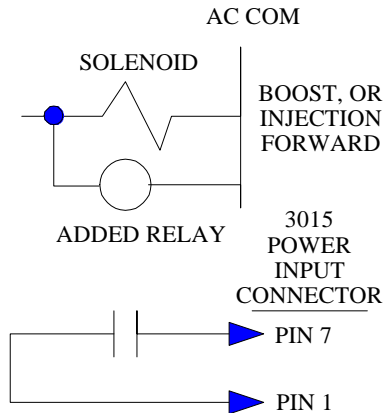 AC COM
SOLENOID
BOOST, OR
INJECTION
FORWARD
ADDED RELAY
3015
POWER
INPUT
CONNECTOR
PIN 7
PIN 1